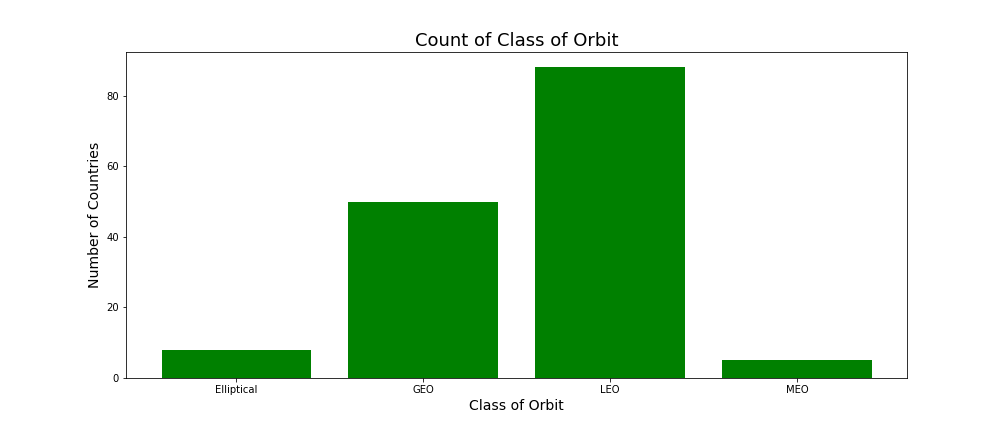 Count of Class of Orbit
Number of Countries
80
60
40
20
0
Elliptical GEO LEO MEO
Class of Orbit